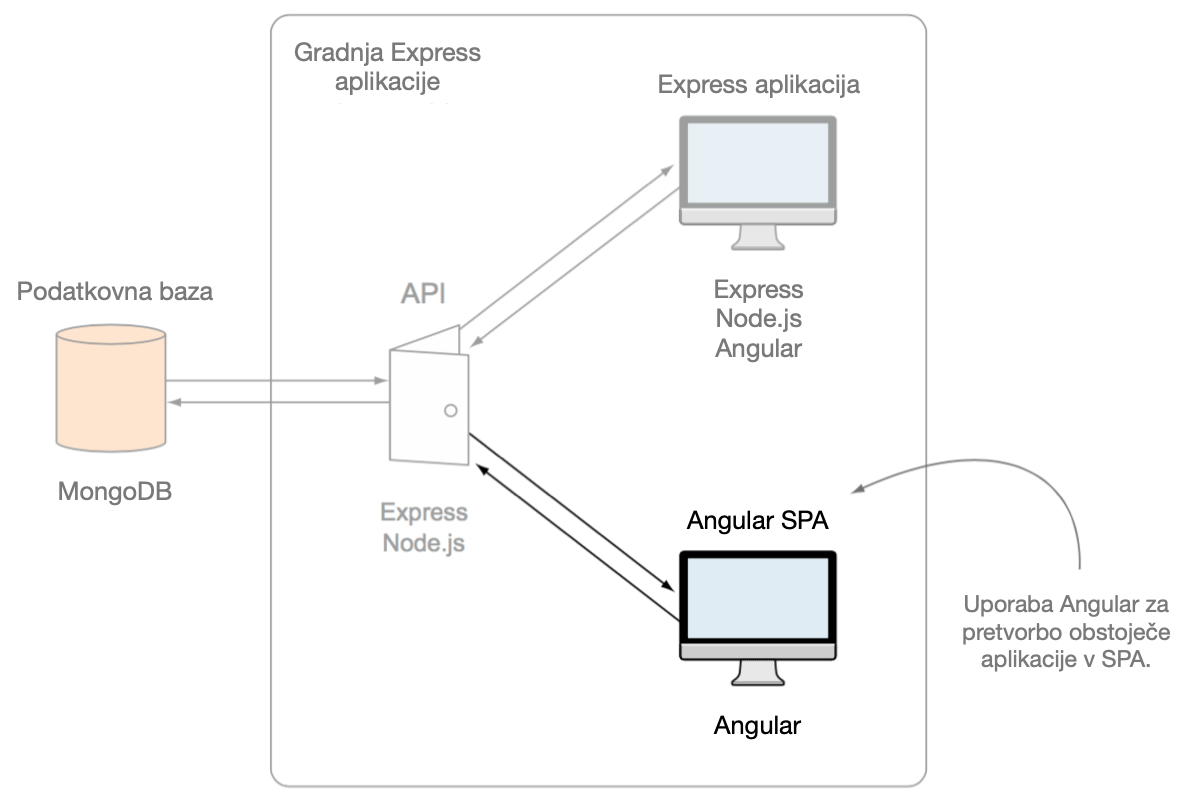 Gradnja Express
aplikacije
Express aplikacija
Podatkovna baza
API
Express
Node.js
Angular
MongoDB
Express
Node.js
Angular SPA
Uporaba Angular za
pretvorbo obstoječe
aplikacije v SPA.
Angular